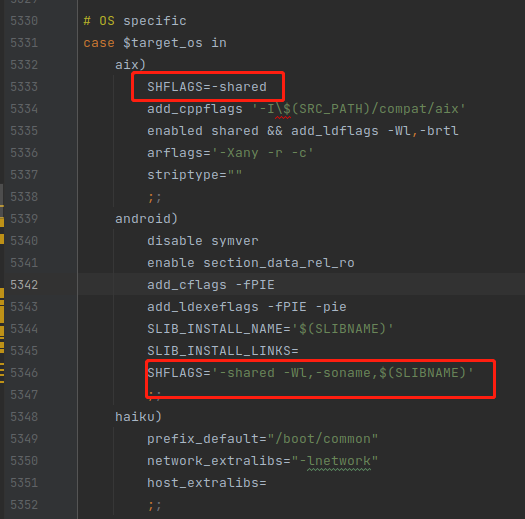 5330 # OS specific
5331 case $target_os in
5332 aix)
5333 SHFLAGS=-shared
5334 add_cppflags '-I\$(SRC_PATH)/compat/aix'
5335 enabled shared && add_ldflags -Wl,-brtl
5336 arflags='-Xany -r -c'
5337 striptype=""
5338 ;;
5339 android)
5340 disable symver
5341 enable section_data_rel_ro
5342 add_cflags -fPIE
5343 add_ldexeflags -fPIE -pie
5344 SLIB_INSTALL_NAME='$(SLIBNAME)'
5345 SLIB_INSTALL_LINKS=
5346 SHFLAGS='-shared -Wl,-soname,$(SLIBNAME)'
5347 ;;
5348 haiku)
5349 prefix_default="/boot/common"
5350 network_extralibs="-lnetwork"
5351 host_extralibs=
5352 ;;